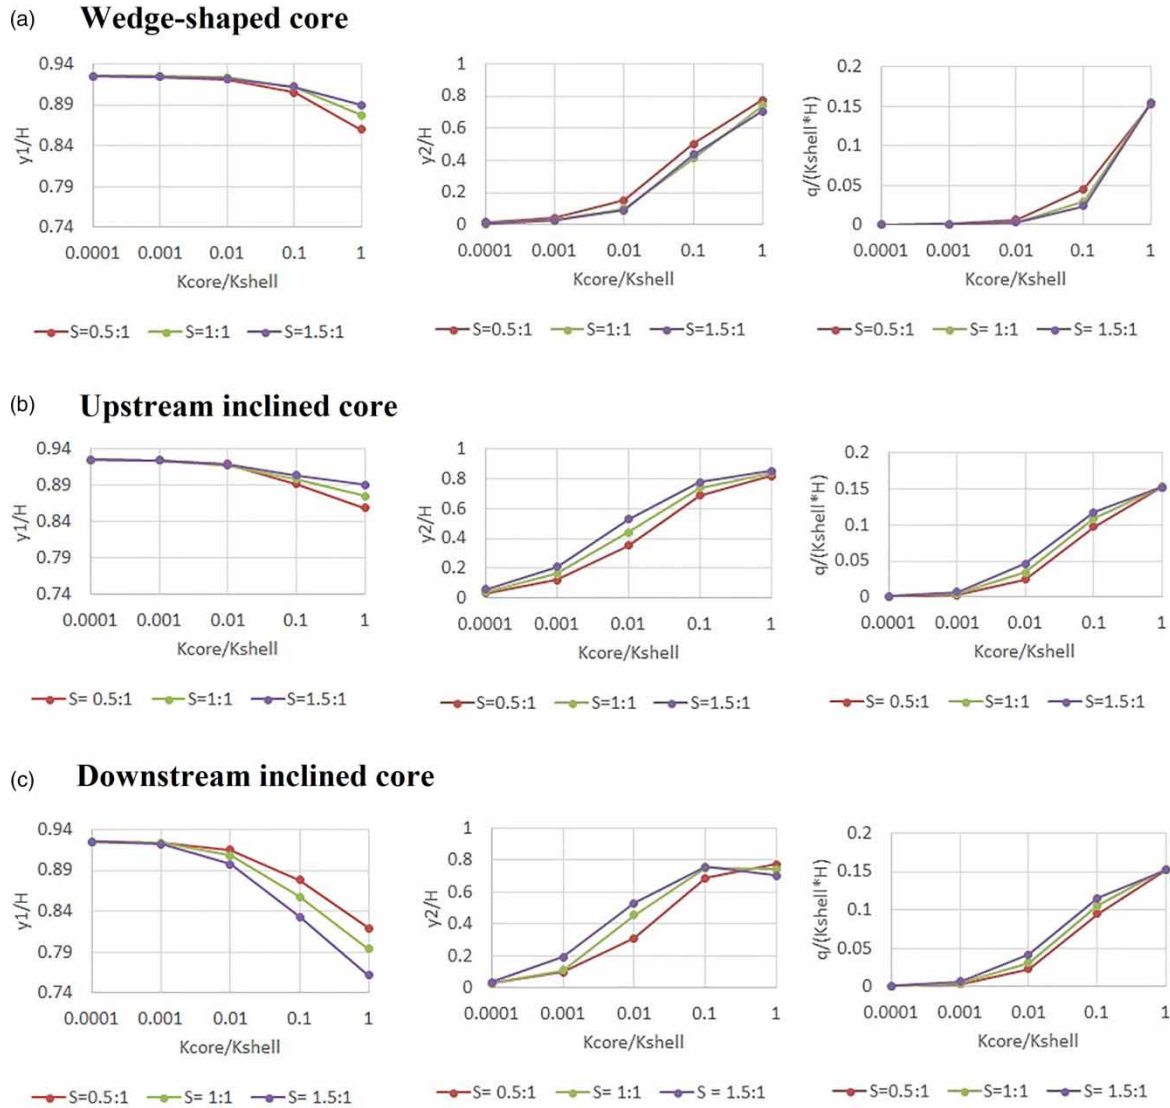 (a) Wedge-shaped core
0.94
0.89
0.84
0.79
0.74
y1/H
0.0001 0.001 0.01 0.1 1
Kcore/Kshell
S=0.5:1 S=1:1 S=1.5:1
1
0.8
0.6
0.4
0.2
0
y2/H
0.0001 0.001 0.01 0.1 1
Kcore/Kshell
S=0.5:1 S=1:1 S=1.5:1
0.2
0.15
0.1
0.05
0
q/(Kshell*H)
0.0001 0.001 0.01 0.1 1
Kcore/Kshell
S=0.5:1 S= 1:1 S= 1.5:1
(b) Upstream inclined core
0.94
0.89
0.84
0.79
0.74
y1/H
0.0001 0.001 0.01 0.1 1
Kcore/Kshell
S= 0.5:1 S=1:1 S=1.5:1
1
0.8
0.6
0.4
0.2
0
y2/H
0.0001 0.001 0.01 0.1 1
Kcore/Kshell
S=0.5:1 S=1:1 S=1.5:1
0.2
0.15
0.1
0.05
0
q/(Kshell*H)
0.0001 0.001 0.01 0.1 1
Kcore/Kshell
S= 0.5:1 S=1:1 S=1.5:1
(c) Downstream inclined core
0.94
0.89
0.84
0.79
0.74
y1/H
0.0001 0.001 0.01 0.1 1
Kcore/Kshell
S=0.5:1 S= 1:1 S= 1.5:1
1
0.8
0.6
0.4
0.2
0
y2/H
0.0001 0.001 0.01 0.1 1
Kcore/Kshell
S= 0.5:1 S= 1:1 S= 1.5:1
0.2
0.15
0.1
0.05
0
q/(Kshell*H)
0.0001 0.001 0.01 0.1 1
Kcore/Kshell
S=0.5:1 S=1:1 S= 1.5:1